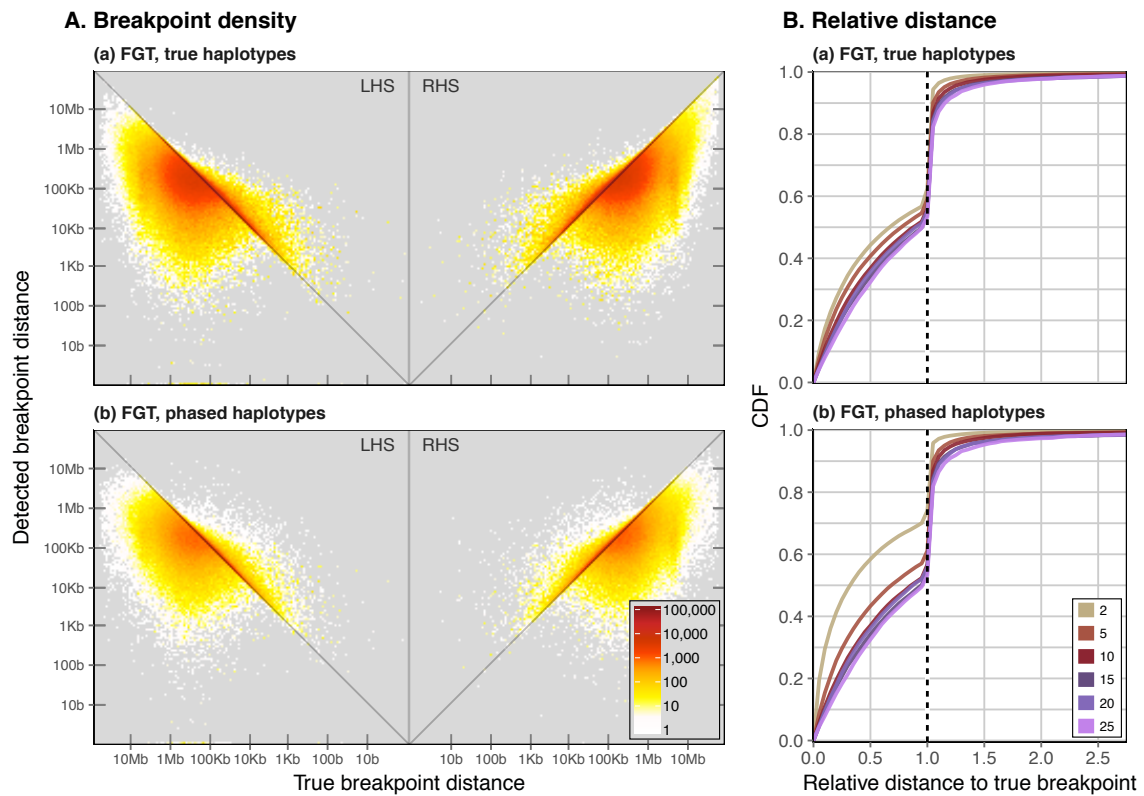 A. Breakpoint density
(a) FGT, true haplotypes
LHS RHS
10Mb
1Mb
100Kb
10Kb
1Kb
100b
10b
Detected breakpoint distance
(b) FGT, phased haplotypes
LHS RHS
10Mb
1Mb
100Kb
10Kb
1Kb
100b
10b
100,000
10,000
1,000
100
10
1
10Mb 1Mb 100Kb 10Kb 1Kb 100b 10b 10b 100b 1Kb 10Kb 100Kb 1Mb 10Mb
True breakpoint distance
B. Relative distance
(a) FGT, true haplotypes
1.0
0.8
0.6
0.4
0.2
0.0
CDF
(b) FGT, phased haplotypes
1.0
0.8
0.6
0.4
0.2
0.0
2
5
10
15
20
25
0.0 0.5 1.0 1.5 2.0 2.5
Relative distance to true breakpoint